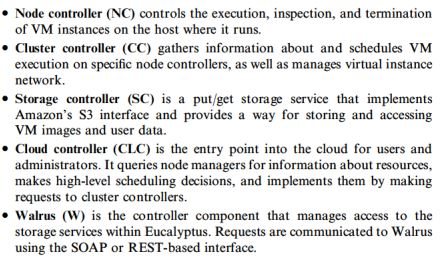 • Node controller (NC) controls the execution, inspection, and termination
of VM instances on the host where it runs.
• Cluster controller (CC) gathers information about and schedules VM
execution on specific node controllers, as well as manages virtual instance
network.
• Storage controller (SC) is a put/get storage service that implements
Amazon's S3 interface and provides a way for storing and accessing
VM images and user data.
• Cloud controller (CLC) is the entry point into the cloud for users and
administrators. It queries node managers for information about resources,
makes high-level scheduling decisions, and implements them by making
requests to cluster controllers.
• Walrus (W) is the controller component that manages access to the
storage services within Eucalyptus. Requests are communicated to Walrus
using the SOAP or REST-based interface.